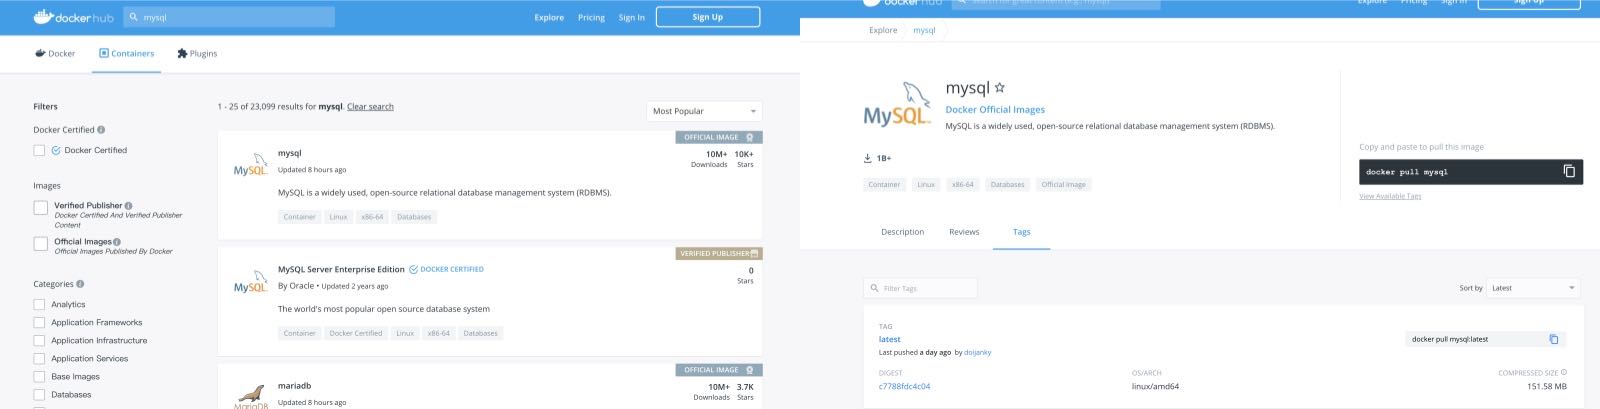 docker hub
mysql
Explore Pricing Sign In Sign Up
Docker Containers Plugins
Filters
Docker Certified
Docker Certified
Images
Verified Publisher
Docker Certified And Verified Publisher
Content
Official Images
Official Images Published By Docker
Categories
Analytics
Application Frameworks
Application Infrastructure
Application Services
Base Images
Databases
1 - 25 of 23,099 results for mysql. Clear search
Most Popular
OFFICIAL IMAGE
MySQL
mysql
Updated 8 hours ago
10M+ 10K+
Downloads Stars
MySQL is a widely used, open-source relational database management system (RDBMS).
Container Linux x86-64 Databases
VERIFIED PUBLISHER
MySQL
MySQL Server Enterprise Edition DOCKER CERTIFIED
By Oracle • Updated 2 years ago
0
Stars
The world's most popular open source database system
Container Docker Certified Linux x86-64 Databases
OFFICIAL IMAGE
MariaDB
mariadb
Updated 8 hours ago
10M+ 3.7K
Downloads Stars
docker hub
Search for great content (e.g., mysql)
Explore Pricing Sign In Sign Up
Explore mysql
MySQL
mysql
Docker Official Images
MySQL is a widely used, open-source relational database management system (RDBMS).
1B+
Container Linux x86-64 Databases Official Image
Copy and paste to pull this image
docker pull mysql
View Available Tags
Description Reviews Tags
Filter Tags
Sort by Latest
TAG
latest
Last pushed a day ago by doijanky
docker pull mysql:latest
DIGEST OS/ARCH COMPRESSED SIZE
c7788fdc4c04 linux/amd64 151.58 MB